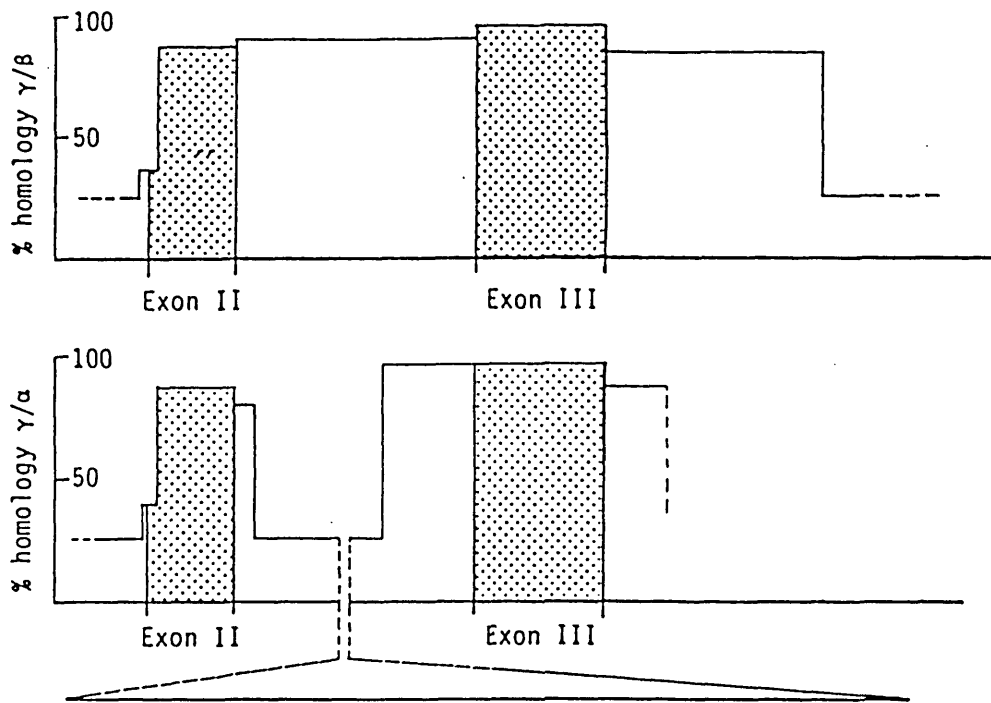 % homology γ/β
100
50
Exon II
Exon III
% homology γ/α
100
50
Exon II
Exon III